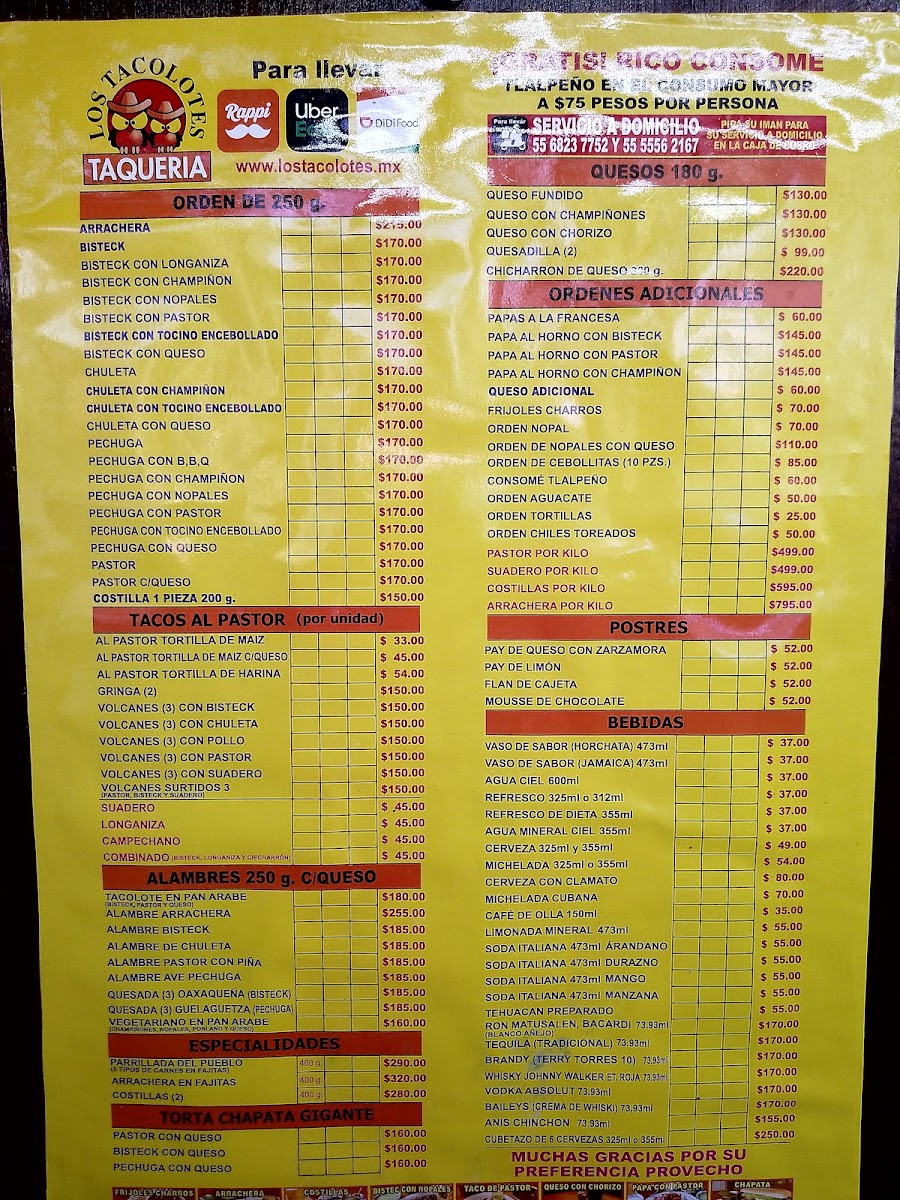 LOS TACOLOTES
TAQUERIA
Para llevar
Rappi
Uber
Eats
DiDi Food
www.lostacolotes.mx
ORDEN DE 250 g.
ARRACHERA $215.00
BISTECK $170.00
BISTECK CON LONGANIZA $170.00
BISTECK CON CHAMPIÑON $170.00
BISTECK CON NOPALES $170.00
BISTECK CON PASTOR $170.00
BISTECK CON TOCINO ENCEBOLLADO $170.00
BISTECK CON QUESO $170.00
CHULETA $170.00
CHULETA CON CHAMPIÑON $170.00
CHULETA CON TOCINO ENCEBOLLADO $170.00
CHULETA CON QUESO $170.00
PECHUGA $170.00
PECHUGA CON B,B,Q $170.00
PECHUGA CON CHAMPIÑON $170.00
PECHUGA CON NOPALES $170.00
PECHUGA CON PASTOR $170.00
PECHUGA CON TOCINO ENCEBOLLADO $170.00
PECHUGA CON QUESO $170.00
PASTOR $170.00
PASTOR C/QUESO $170.00
COSTILLA 1 PIEZA 200 g. $150.00
TACOS AL PASTOR (por unidad)
AL PASTOR TORTILLA DE MAIZ $ 33.00
AL PASTOR TORTILLA DE MAIZ C/QUESO $ 45.00
AL PASTOR TORTILLA DE HARINA $ 54.00
GRINGA (2) $150.00
VOLCANES (3) CON BISTECK $150.00
VOLCANES (3) CON CHULETA $150.00
VOLCANES (3) CON POLLO $150.00
VOLCANES (3) CON PASTOR $150.00
VOLCANES (3) CON SUADERO $150.00
VOLCANES SURTIDOS 3 $150.00
(PASTOR, BISTECK Y SUADERO)
SUADERO $ 45.00
LONGANIZA $ 45.00
CAMPECHANO $ 45.00
COMBINADO (BISTECK, LONGANIZA Y CHICHARRÓN) $ 45.00
ALAMBRES 250 g. C/QUESO
TACOLOTE EN PAN ARABE $180.00
(BISTECK, PASTOR Y QUESO)
ALAMBRE ARRACHERA $255.00
ALAMBRE BISTECK $185.00
ALAMBRE DE CHULETA $185.00
ALAMBRE PASTOR CON PIÑA $185.00
ALAMBRE AVE PECHUGA $185.00
QUESADA (3) OAXAQUEÑA (BISTECK) $185.00
QUESADA (3) GUELAGUETZA (PECHUGA) $185.00
VEGETARIANO EN PAN ARABE $160.00
(CHAMPIÑONES, NOPALES, POBLANO Y QUESO)
ESPECIALIDADES
PARRILLADA DEL PUEBLO 400 g. $290.00
(5 TIPOS DE CARNES EN FAJITAS)
ARRACHERA EN FAJITAS 400 g. $320.00
COSTILLAS (2) 400 g. $280.00
TORTA CHAPATA GIGANTE
PASTOR CON QUESO $160.00
BISTECK CON QUESO $160.00
PECHUGA CON QUESO $160.00
¡GRATIS! RICO CONSOME
TLALPEÑO EN EL CONSUMO MAYOR
A $75 PESOS POR PERSONA
Para llevar
SERVICIO A DOMICILIO
55 6823 7752 Y 55 5556 2167
PIDA SU IMAN PARA
SU SERVICIO A DOMICILIO
EN LA CAJA DE COBRO
QUESOS 180 g.
QUESO FUNDIDO $130.00
QUESO CON CHAMPIÑONES $130.00
QUESO CON CHORIZO $130.00
QUESADILLA (2) $ 99.00
CHICHARRON DE QUESO 200 g. $220.00
ORDENES ADICIONALES
PAPAS A LA FRANCESA $ 60.00
PAPA AL HORNO CON BISTECK $145.00
PAPA AL HORNO CON PASTOR $145.00
PAPA AL HORNO CON CHAMPIÑON $145.00
QUESO ADICIONAL $ 60.00
FRIJOLES CHARROS $ 70.00
ORDEN NOPAL $ 70.00
ORDEN DE NOPALES CON QUESO $110.00
ORDEN DE CEBOLLITAS (10 PZS.) $ 85.00
CONSOMÉ TLALPEÑO $ 60.00
ORDEN AGUACATE $ 50.00
ORDEN TORTILLAS $ 25.00
ORDEN CHILES TOREADOS $ 50.00
PASTOR POR KILO $499.00
SUADERO POR KILO $499.00
COSTILLAS POR KILO $595.00
ARRACHERA POR KILO $795.00
POSTRES
PAY DE QUESO CON ZARZAMORA $ 52.00
PAY DE LIMÓN $ 52.00
FLAN DE CAJETA $ 52.00
MOUSSE DE CHOCOLATE $ 52.00
BEBIDAS
VASO DE SABOR (HORCHATA) 473ml $ 37.00
VASO DE SABOR (JAMAICA) 473ml $ 37.00
AGUA CIEL 600ml $ 37.00
REFRESCO 325ml o 312ml $ 37.00
REFRESCO DE DIETA 355ml $ 37.00
AGUA MINERAL CIEL 355ml $ 37.00
CERVEZA 325ml y 355ml $ 49.00
MICHELADA 325ml o 355ml $ 54.00
CERVEZA CON CLAMATO $ 80.00
MICHELADA CUBANA $ 70.00
CAFÉ DE OLLA 150ml $ 35.00
LIMONADA MINERAL 473ml $ 55.00
SODA ITALIANA 473ml ÁRANDANO $ 55.00
SODA ITALIANA 473ml DURAZNO $ 55.00
SODA ITALIANA 473ml MANGO $ 55.00
SODA ITALIANA 473ml MANZANA $ 55.00
TEHUACAN PREPARADO $ 55.00
RON MATUSALEN, BACARDI 73.93ml $170.00
(BLANCO AÑEJO)
TEQUILA (TRADICIONAL) 73.93ml $170.00
BRANDY (TERRY TORRES 10) 73,93ml $170.00
WHISKY JOHNNY WALKER ET. ROJA 73.93ml $170.00
VODKA ABSOLUT 73.93ml $170.00
BAILEYS (CREMA DE WHISKI) 73,93ml $170.00
ANIS CHINCHON 73.93ml $155.00
CUBETAZO DE 6 CERVEZAS 325ml o 355ml $250.00
MUCHAS GRACIAS POR SU
PREFERENCIA PROVECHO
FRIJOLES CHARROS
ARRACHERA
COSTILLAS
BISTEC CON NOPALES
TACO DE PASTOR
QUESO CON CHORIZO
PAPA CON PASTOR
CHAPATA